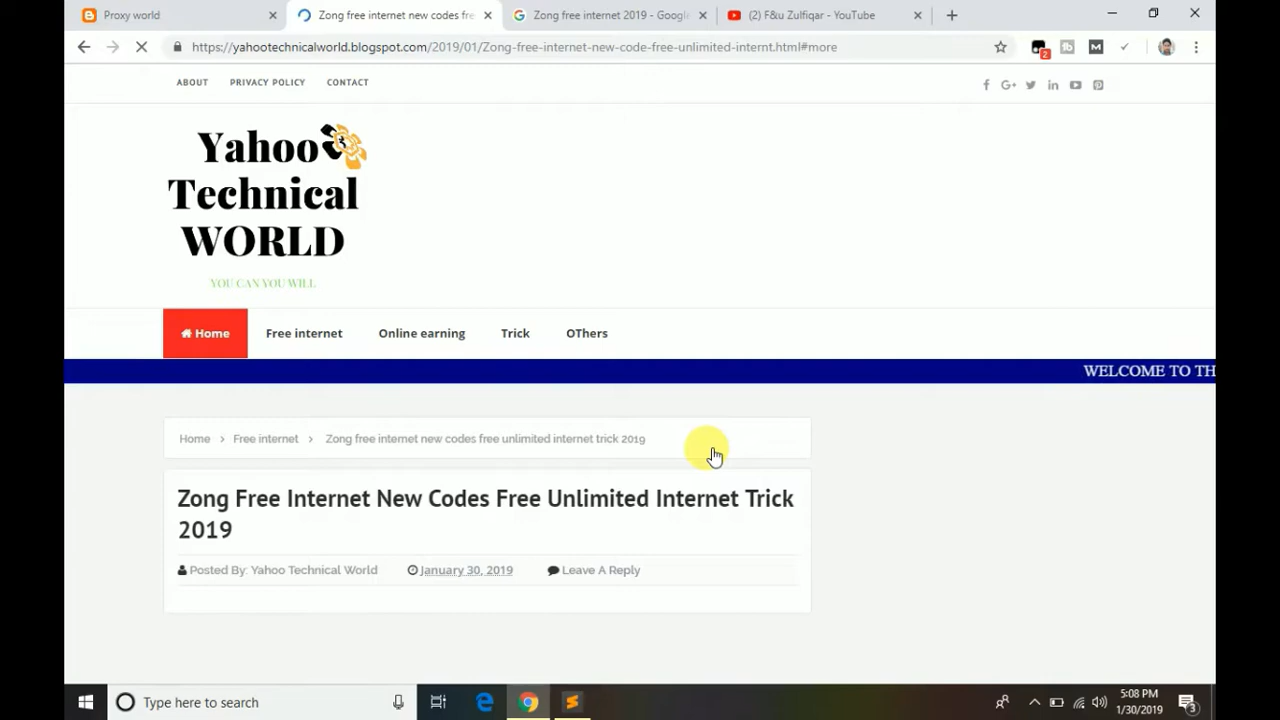 Proxy world
Zong free internet new codes fre
Zong free internet 2019 - Google
(2) F&u Zulfiqar - YouTube
https://yahootechnicalworld.blogspot.com/2019/01/Zong-free-internet-new-code-free-unlimited-internt.html#more
2
ABOUT PRIVACY POLICY CONTACT
Yahoo
Technical
WORLD
YOU CAN YOU WILL
Home Free internet Online earning Trick OThers
WELCOME TO TH
Home > Free internet > Zong free internet new codes free unlimited internet trick 2019
Zong Free Internet New Codes Free Unlimited Internet Trick
2019
Posted By: Yahoo Technical World January 30, 2019 Leave A Reply
Type here to search
5:08 PM
1/30/2019
3